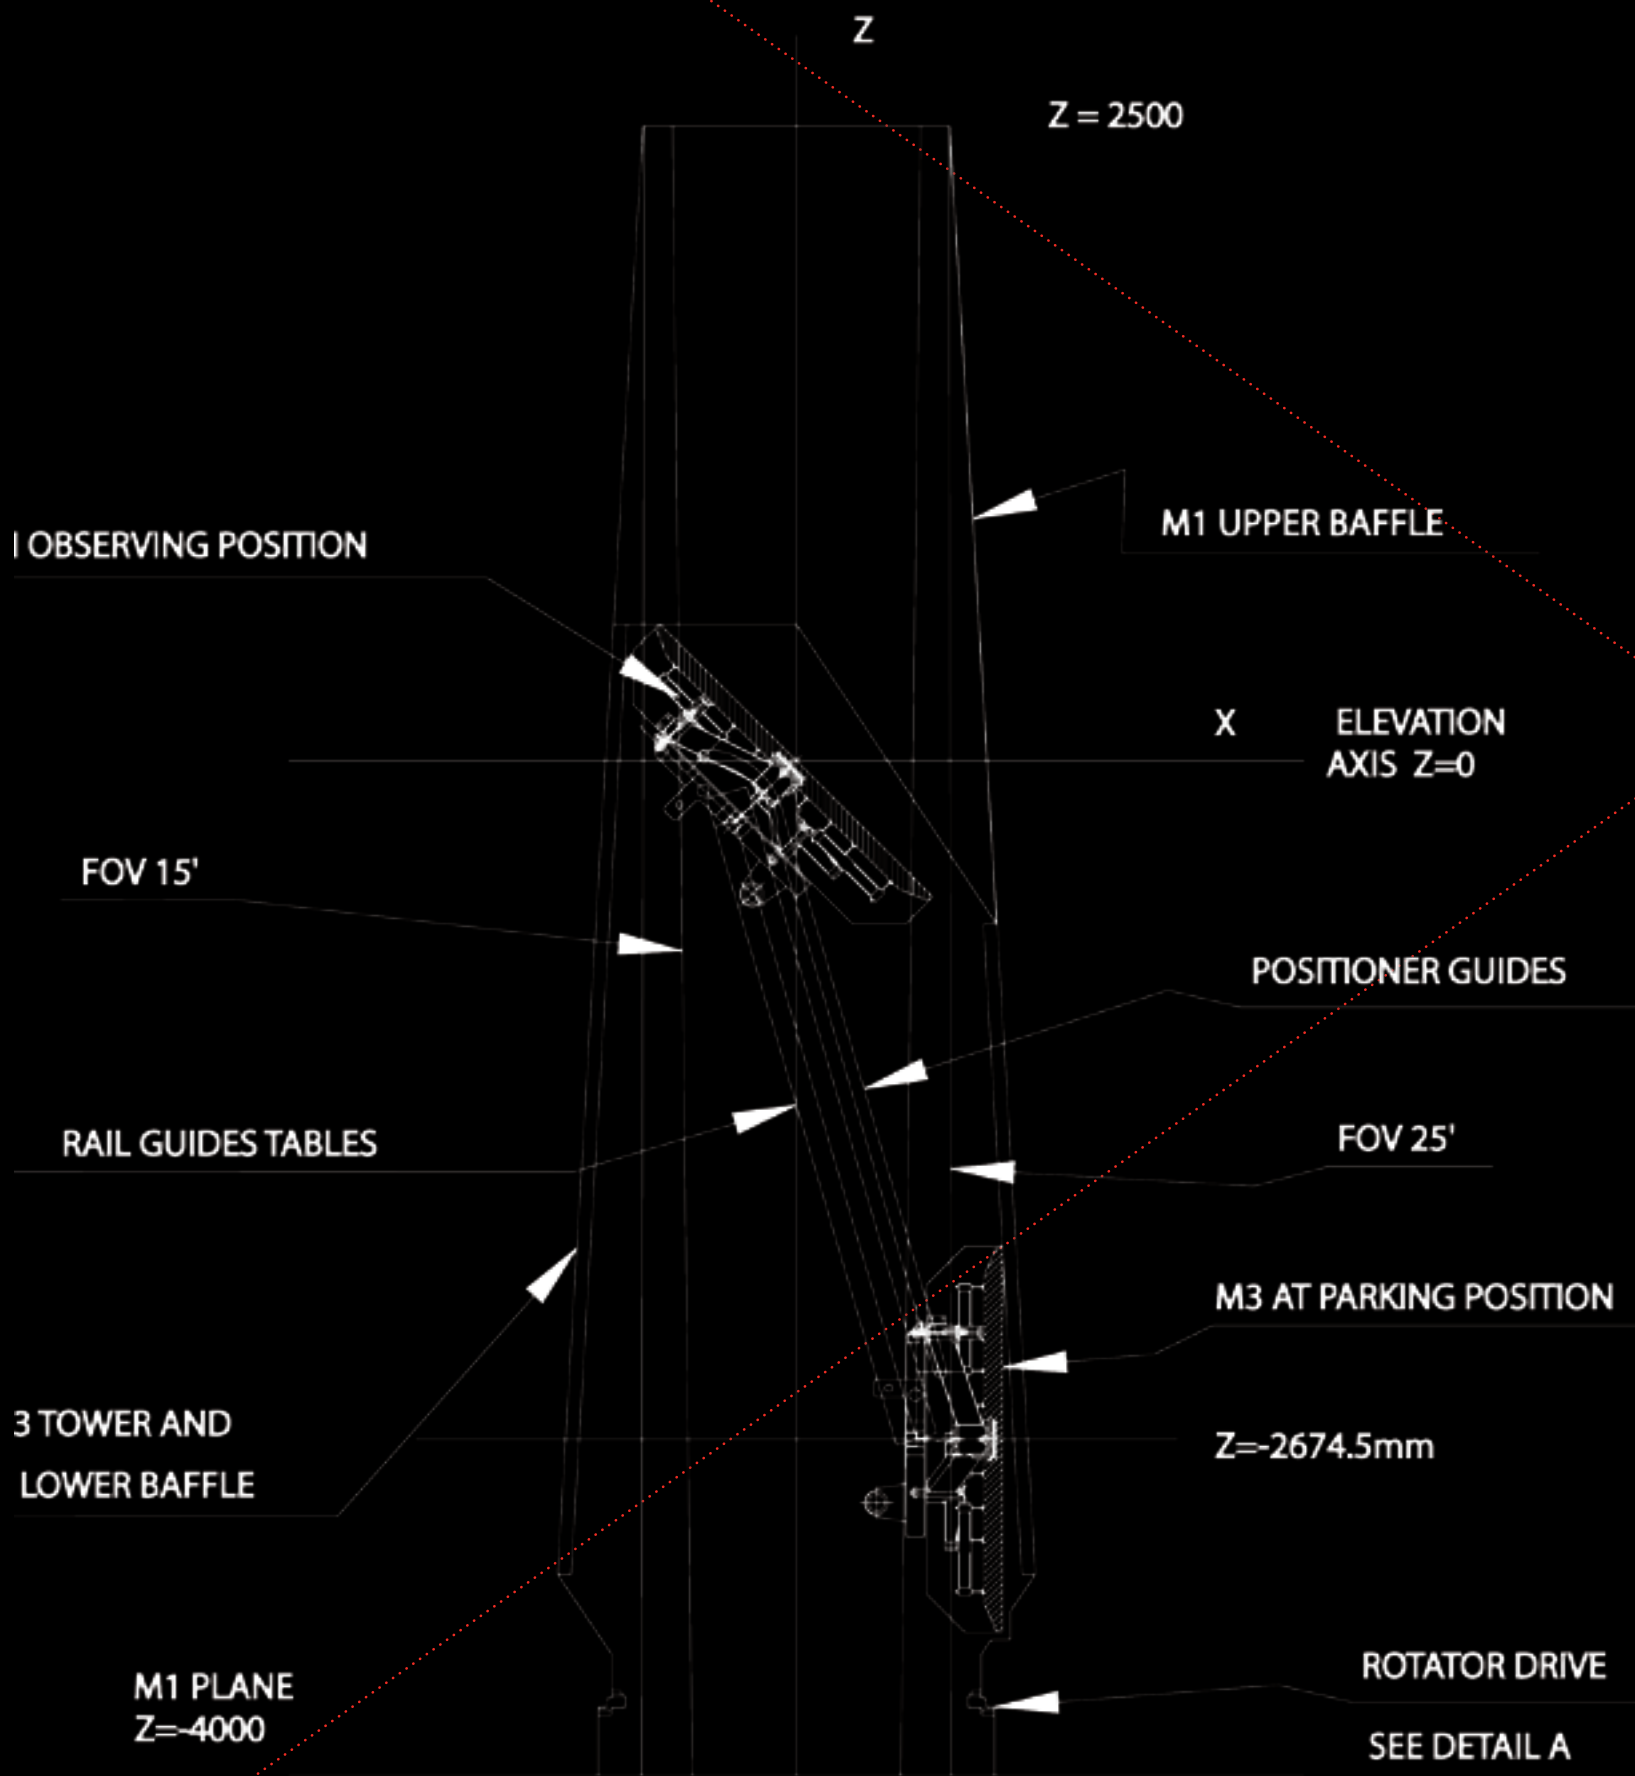 Z
Z = 2500
M1 UPPER BAFFLE
OBSERVING POSITION
X ELEVATION
AXIS Z=0
FOV 15'
POSITIONER GUIDES
RAIL GUIDES TABLES
FOV 25'
M3 AT PARKING POSITION
3 TOWER AND
LOWER BAFFLE
Z=-2674.5mm
M1 PLANE
Z=-4000
ROTATOR DRIVE
SEE DETAIL A